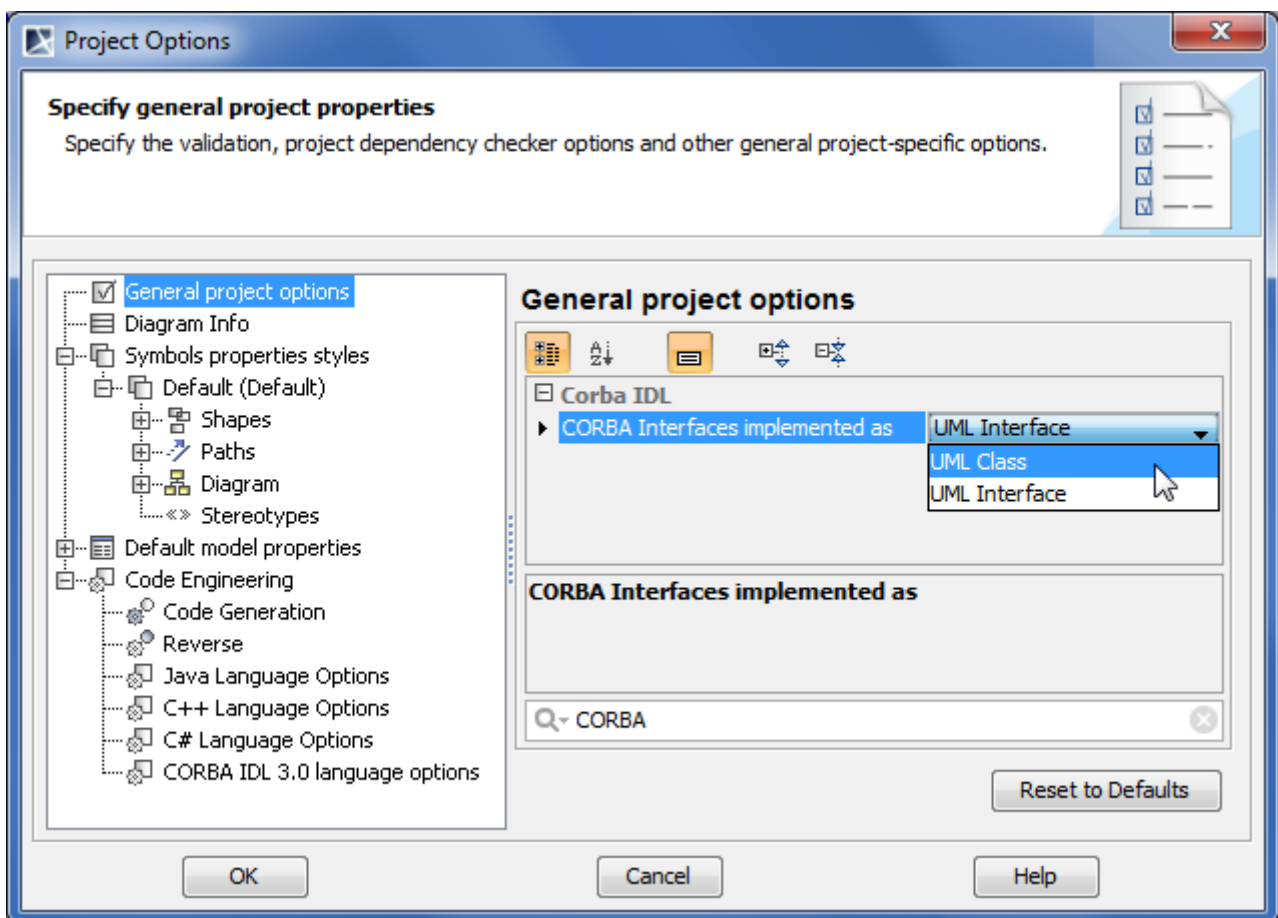 Project Options
Specify general project properties
Specify the validation, project dependency checker options and other general project-specific options.
General project options
Diagram Info
Symbols properties styles
Default (Default)
Shapes
Paths
Diagram
«» Stereotypes
Default model properties
Code Engineering
Code Generation
Reverse
Java Language Options
C++ Language Options
C# Language Options
CORBA IDL 3.0 language options
General project options
Corba IDL
CORBA Interfaces implemented as UML Interface
UML Class
UML Interface
CORBA Interfaces implemented as
CORBA
Reset to Defaults
OK Cancel Help